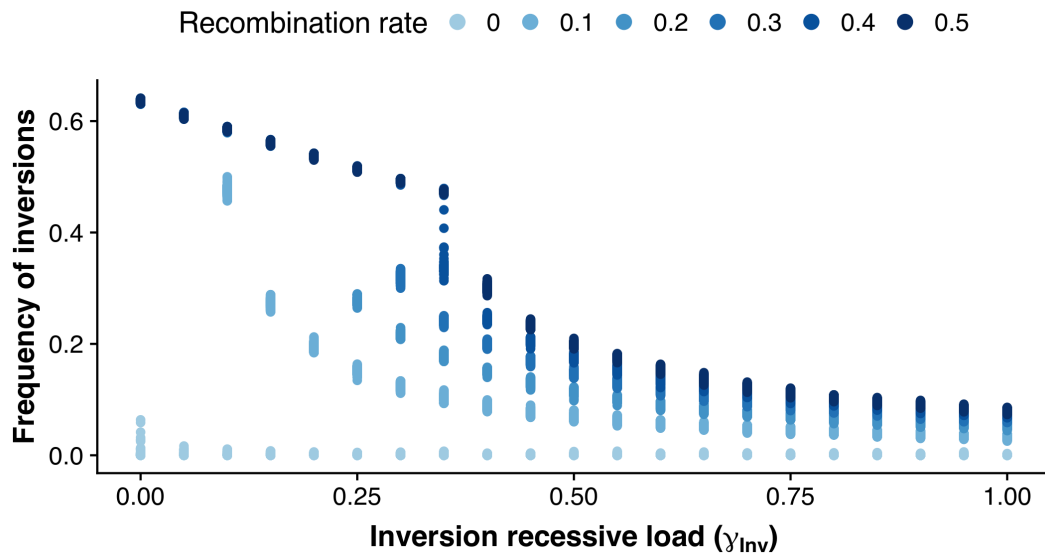 Recombination rate 0 0.1 0.2 0.3 0.4 0.5
Frequency of inversions
0.6
0.4
0.2
0.0
0.00 0.25 0.50 0.75 1.00
Inversion recessive load (γInv)